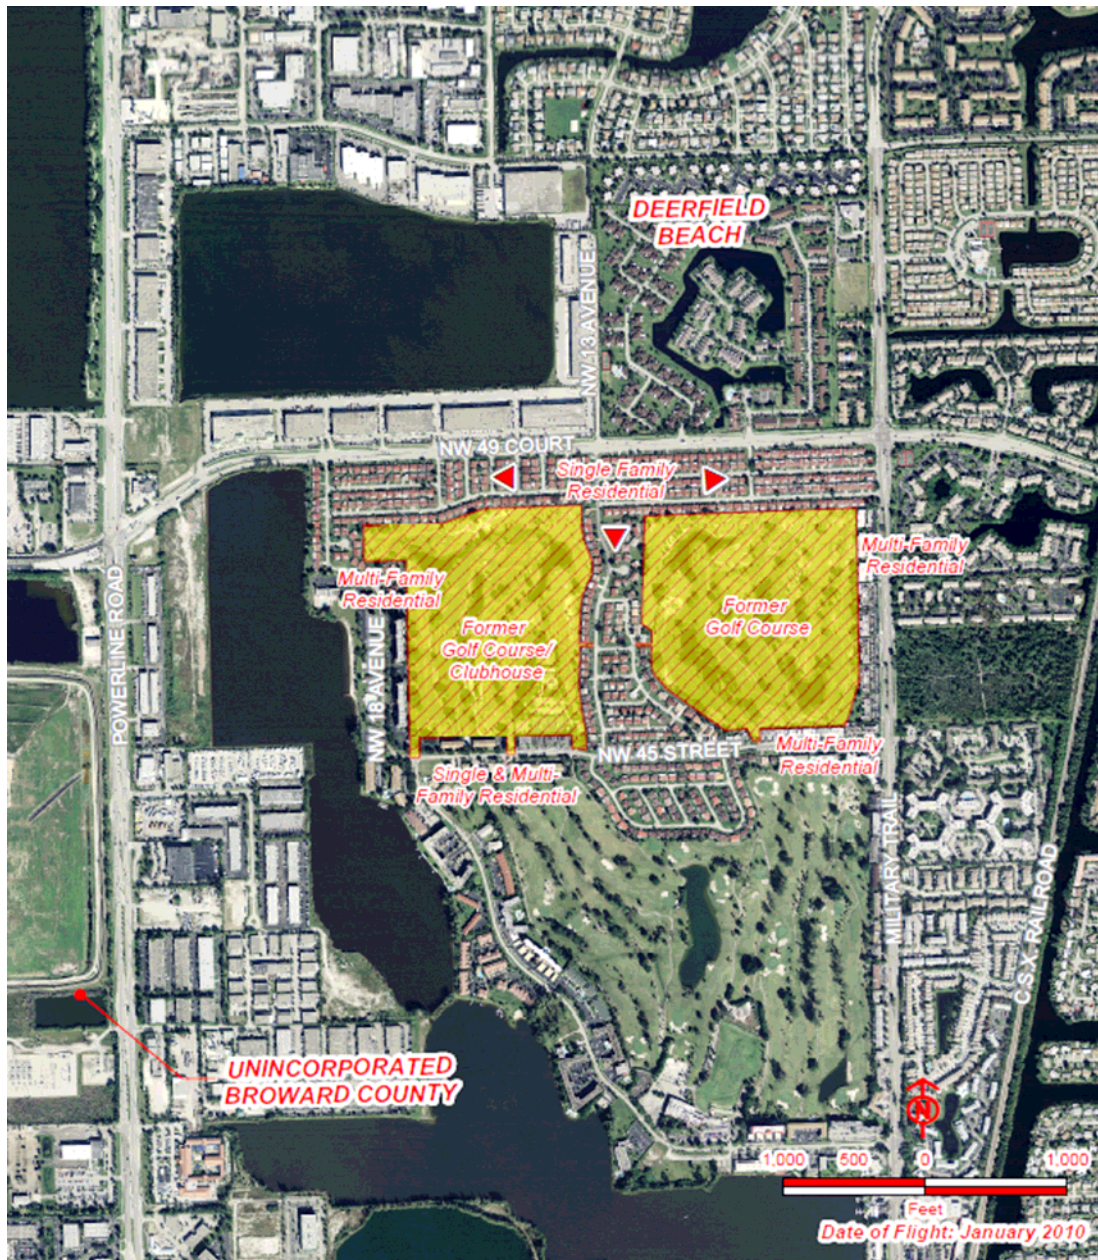 DEERFIELD
BEACH
NW 13 AVENUE
NW 49 COURT
Single Family
Residential
Multi-Family
Residential
Multi-Family
Residential
POWERLINE ROAD
NW 18 AVENUE
Former
Golf Course/
Clubhouse
Former
Golf Course
NW 45 STREET
Multi-Family
Residential
Single & Multi-
Family Residential
MILITARY TRAIL
C.S.X. RAILROAD
UNINCORPORATED
BROWARD COUNTY
N
1,000 500 0 1,000
Feet
Date of Flight: January 2010